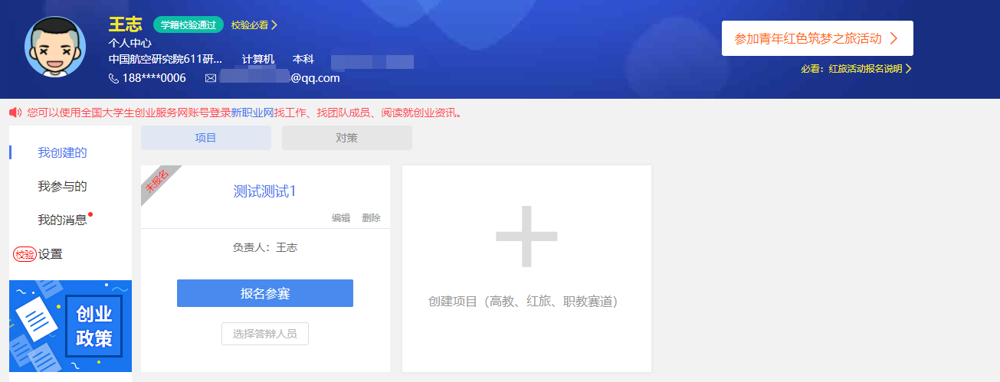 王志 学籍校验通过 校验必看
个人中心
中国航空研究院611研... 计算机 本科
188****0006 @qq.com
参加青年红色筑梦之旅活动
必看：红旅活动报名说明
您可以使用全国大学生创业服务网账号登录新职业网找工作、找团队成员、阅读就创业资讯。
我创建的
我参与的
我的消息
校验 设置
创业
政策
项目 对策
未报名
测试测试1
编辑 删除
负责人：王志
报名参赛
选择答辩人员
创建项目（高教、红旅、职教赛道）